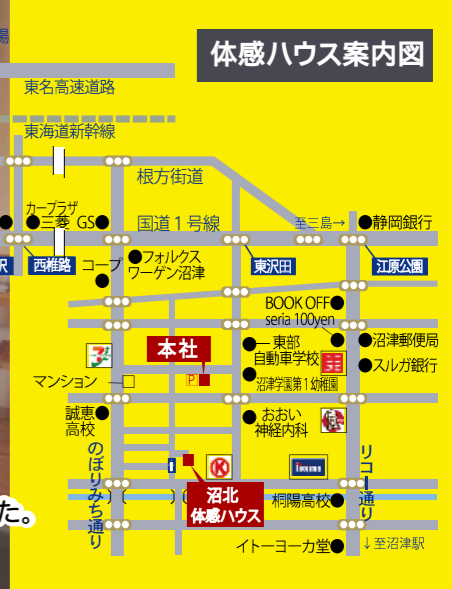 場
体感ハウス案内図
東名高速道路
東海道新幹線
根方街道
カープラザ
三菱 GS
国道1号線
至三島→
静岡銀行
沢
西椎路
コープ
フォルクス
ワーゲン沼津
東沢田
江原公園
BOOK OFF
seria 100yen
本社
東部
自動車学校
沼津郵便局
スルガ銀行
P
マンション
沼津学園第1幼稚園
誠恵
高校
おおい
神経内科
のぼりみち通り
リコー通り
K
沼北
体感ハウス
桐陽高校
た。
イトーヨーカ堂
↓至沼津駅